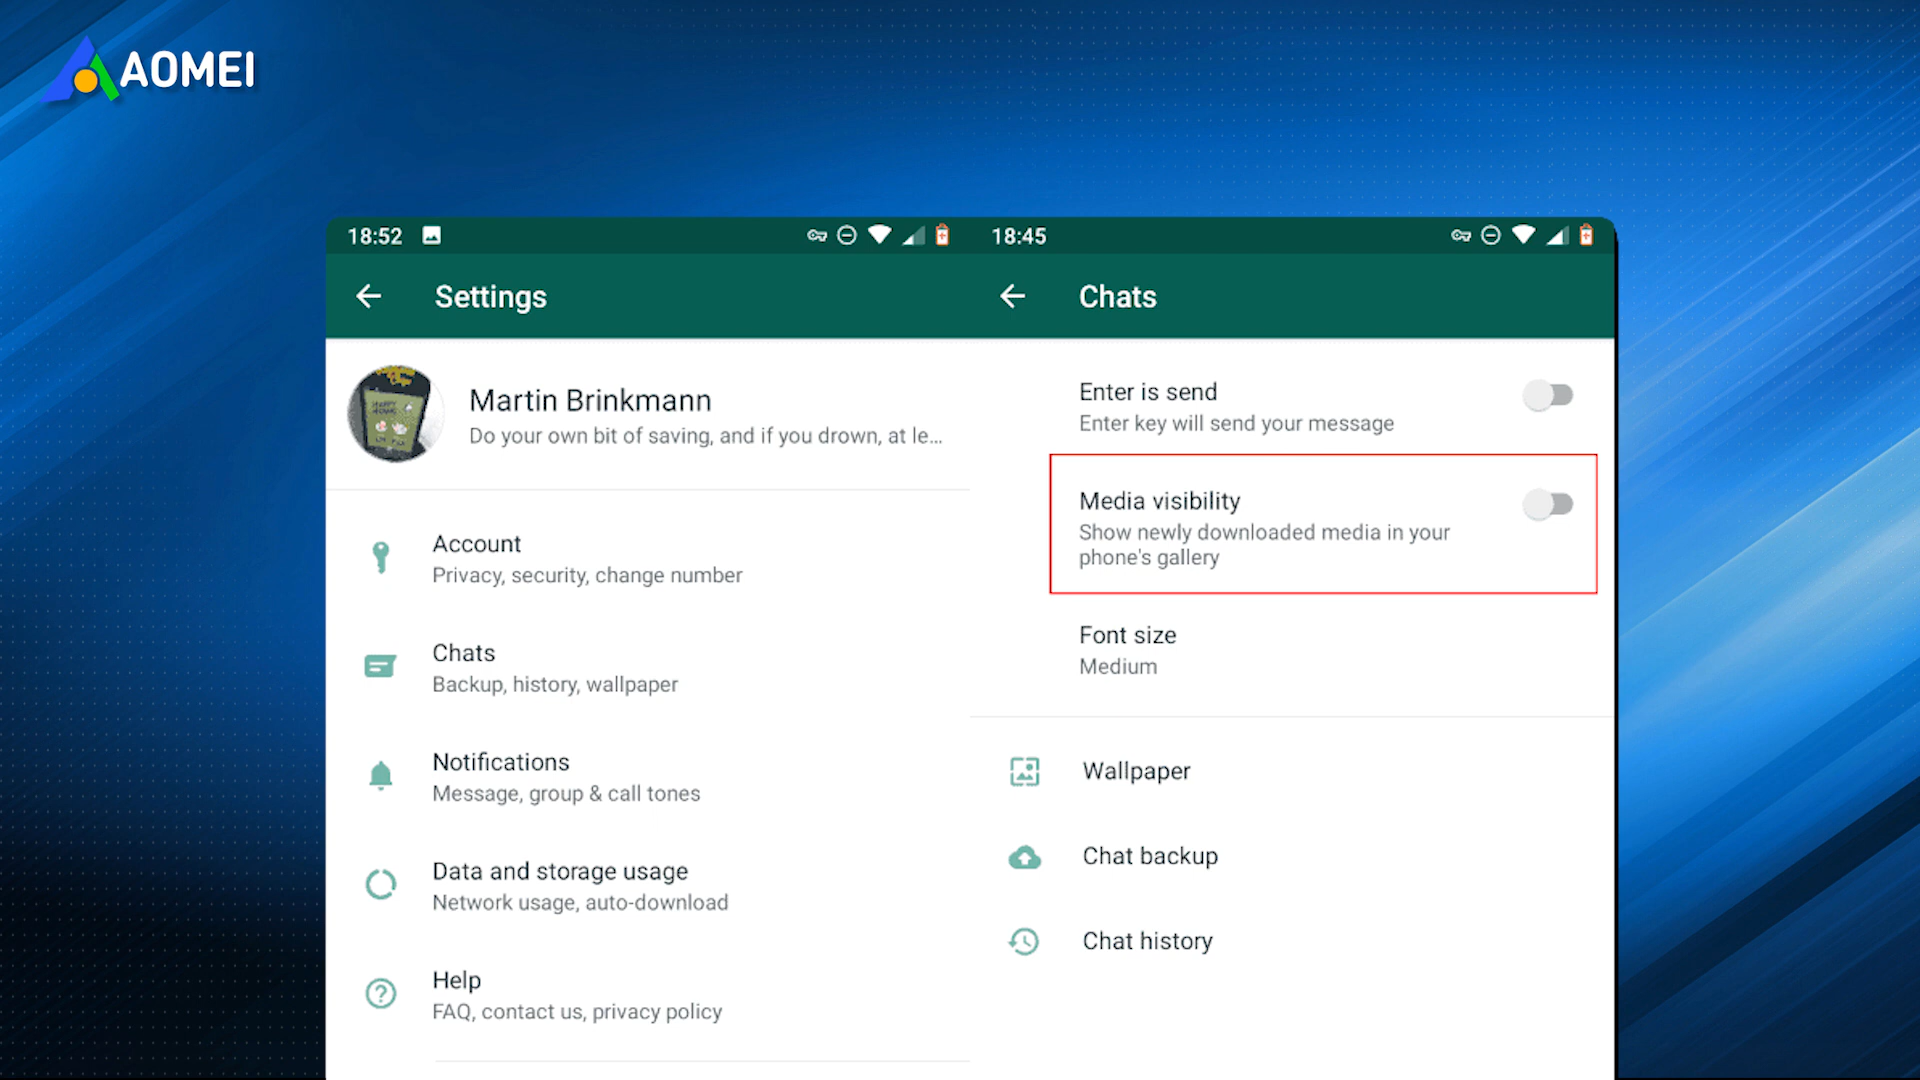 AOMEI
18:52
Settings
Martin Brinkmann
Do your own bit of saving, and if you drown, at le...
Account
Privacy, security, change number
Chats
Backup, history, wallpaper
Notifications
Message, group & call tones
Data and storage usage
Network usage, auto-download
Help
FAQ, contact us, privacy policy
18:45
Chats
Enter is send
Enter key will send your message
Media visibility
Show newly downloaded media in your
phone's gallery
Font size
Medium
Wallpaper
Chat backup
Chat history